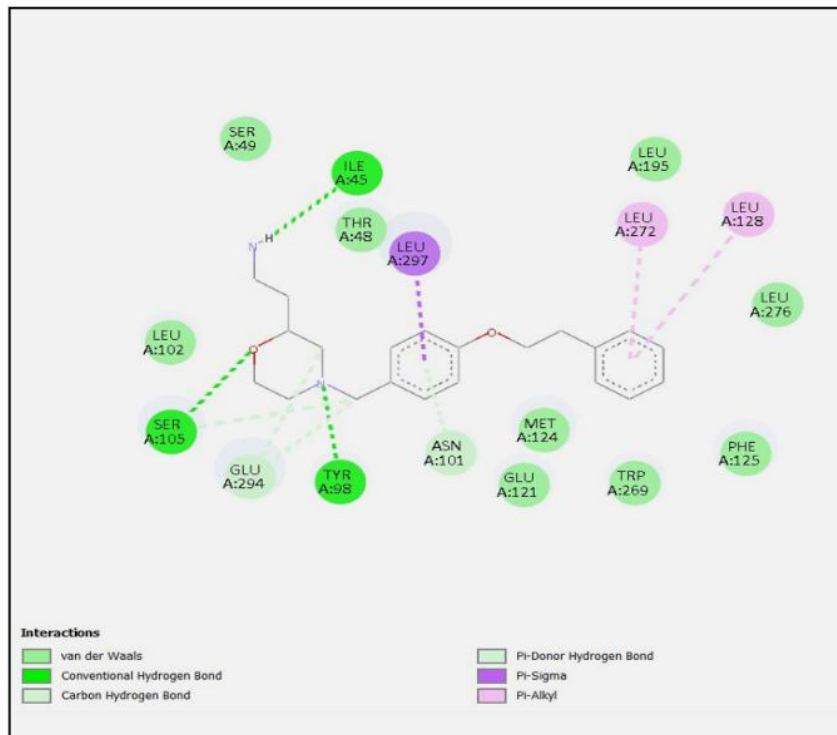 SER
A:49
ILE
A:45
LEU
A:195
THR
A:48
LEU
A:272
LEU
A:128
LEU
A:297
N H
LEU
A:276
O
LEU
A:102
O
N
SER
A:105
GLU
A:294
TYR
A:98
ASN
A:101
MET
A:124
GLU
A:121
TRP
A:269
PHE
A:125
Interactions
van der Waals
Conventional Hydrogen Bond
Carbon Hydrogen Bond
Pi-Donor Hydrogen Bond
Pi-Sigma
Pi-Alkyl